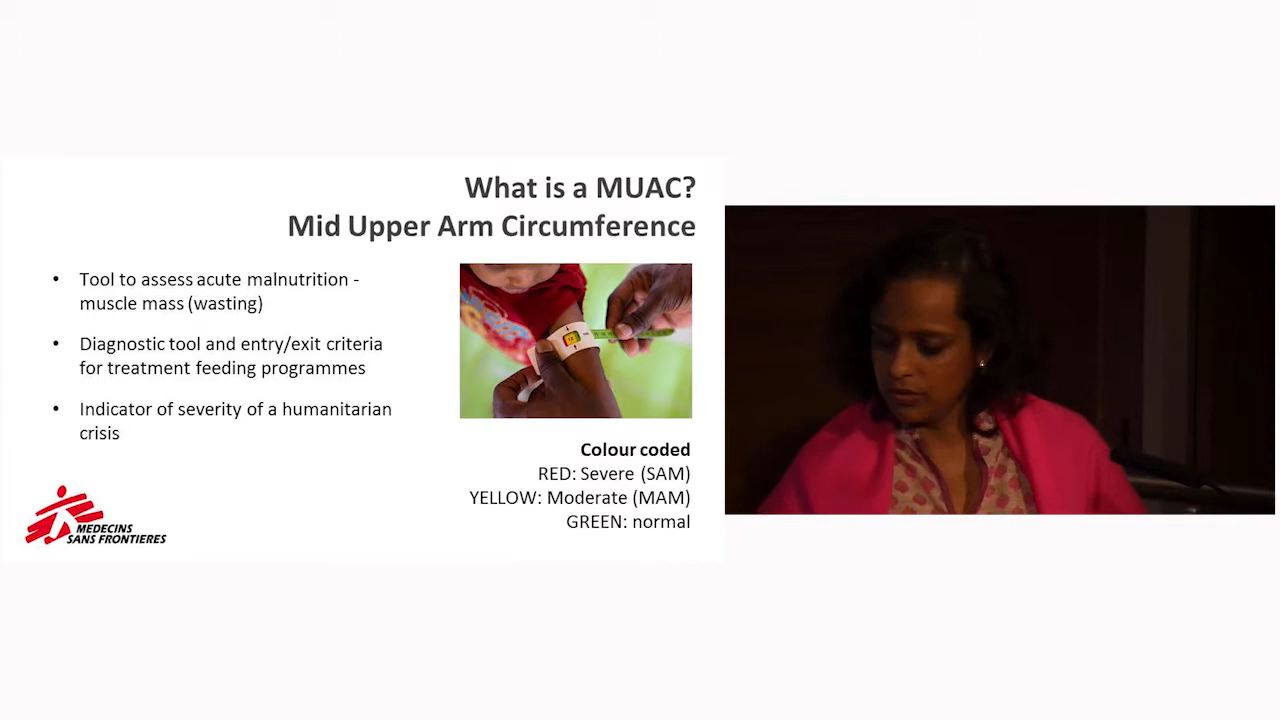 What is a MUAC?
Mid Upper Arm Circumference
• Tool to assess acute malnutrition -
muscle mass (wasting)
• Diagnostic tool and entry/exit criteria
for treatment feeding programmes
• Indicator of severity of a humanitarian
crisis
Colour coded
RED: Severe (SAM)
YELLOW: Moderate (MAM)
GREEN: normal
MEDECINS
SANS FRONTIERES